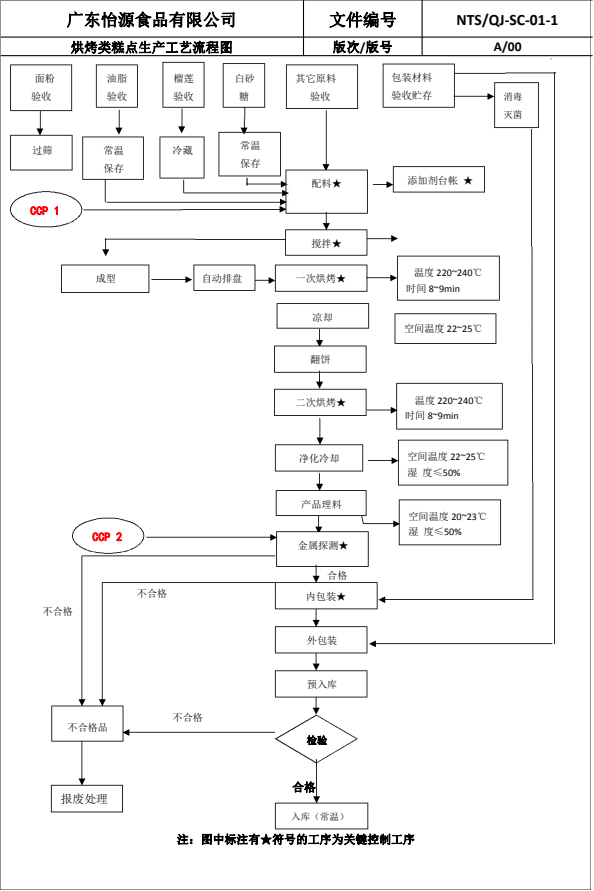 广东怡源食品有限公司
文件编号
NTS/QJ-SC-01-1
烘烤类糕点生产工艺流程图
版次/版号
A/00
面粉
验收
油脂
验收
榴莲
验收
白砂
糖
其它原料
验收
包装材料
验收贮存
消毒
灭菌
过筛
常温
保存
冷藏
常温
保存
配料★
添加剂台帐 ★
CCP 1
搅拌★
成型
自动排盘
一次烘烤★
温度 220~240℃
时间 8~9min
凉却
空间温度 22~25℃
翻饼
二次烘烤★
温度 220~240℃
时间 8~9min
净化冷却
空间温度 22~25℃
湿 度≤50%
产品理料
空间温度 20~23℃
湿 度≤50%
CCP 2
金属探测★
合格
不合格
内包装★
不合格
外包装
预入库
不合格
不合格品
检验
合格
报废处理
入库（常温）
注：图中标注有★符号的工序为关键控制工序